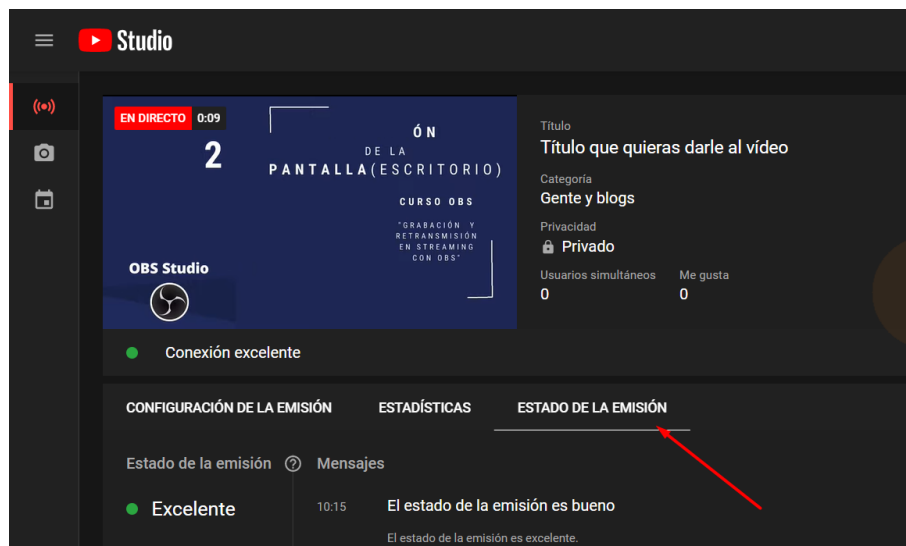 Studio
EN DIRECTO 0:09
2
ÓN
DE LA
PANTALLA(ESCRITORIO)
CURSO OBS
"GRABACIÓN Y
RETRANSMISIÓN
EN STREAMING
CON OBS"
OBS Studio
Título
Título que quieras darle al vídeo
Categoría
Gente y blogs
Privacidad
Privado
Usuarios simultáneos Me gusta
0 0
Conexión excelente
CONFIGURACIÓN DE LA EMISIÓN ESTADÍSTICAS ESTADO DE LA EMISIÓN
Estado de la emisión ? Mensajes
Excelente 10:15 El estado de la emisión es bueno
El estado de la emisión es excelente.